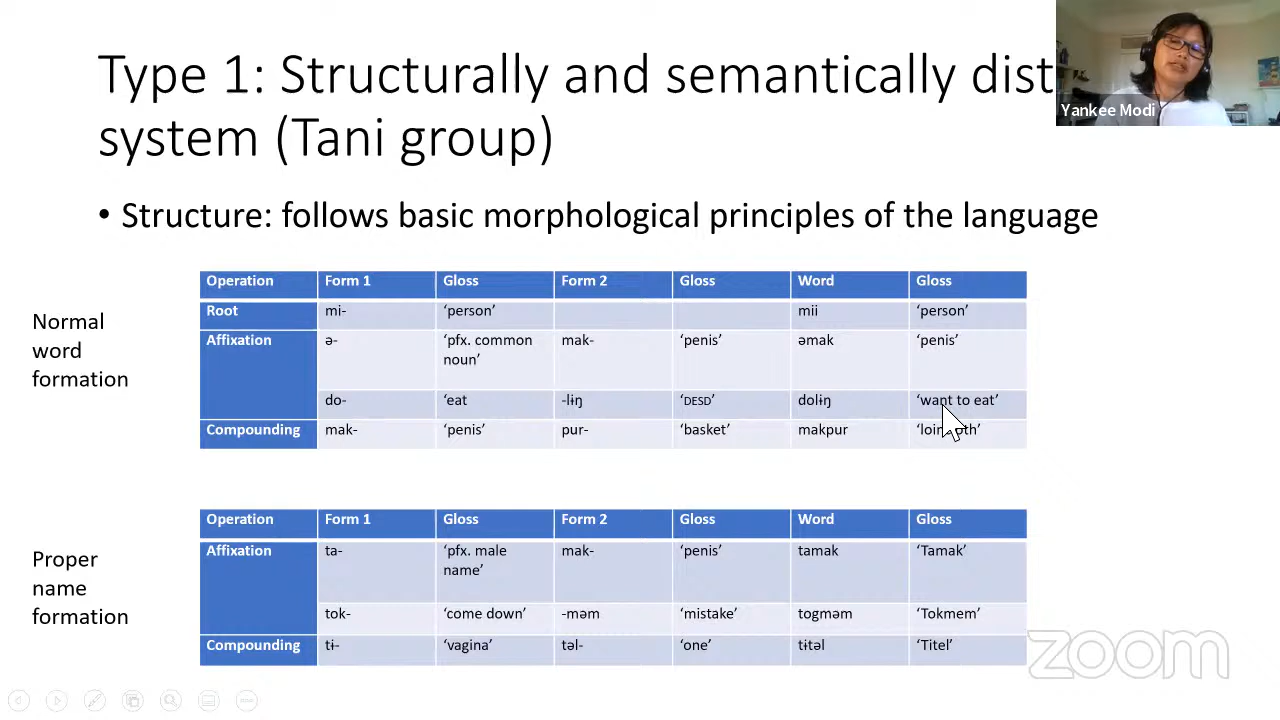 Type 1: Structurally and semantically dist
system (Tani group)
Yankee Modi
• Structure: follows basic morphological principles of the language
Normal
word
formation
Operation Form 1 Gloss Form 2 Gloss Word Gloss
Root mi- ‘person’ mii ‘person’
Affixation ə- ‘pfx. common mak- ‘penis’ əmak ‘penis’
noun’
do- ‘eat -lɨŋ ‘DESD’ dolɨŋ ‘want to eat’
Compounding mak- ‘penis’ pur- ‘basket’ makpur
Proper
name
formation
Operation Form 1 Gloss Form 2 Gloss Word Gloss
Affixation ta- ‘pfx. male mak- ‘penis’ tamak ‘Tamak’
name’
tok- ‘come down’ -məm ‘mistake’ togməm ‘Tokmem’
Compounding tɨ- ‘vagina’ təl- ‘one’ tɨtəl ‘Titel’
zoom